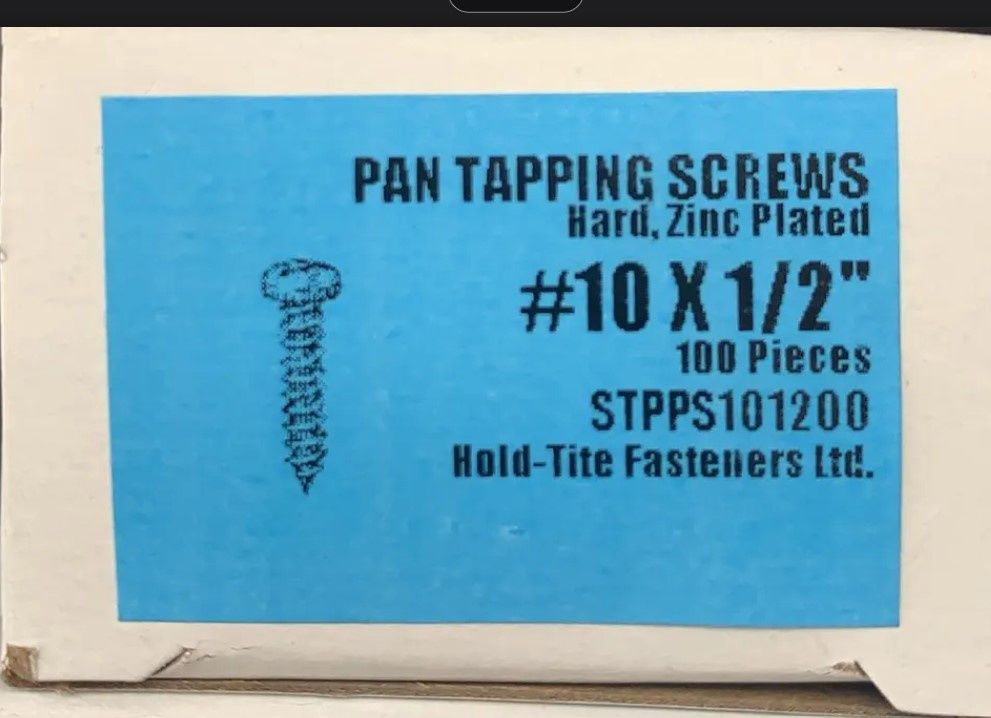 PAN TAPPING SCREWS
Hard, Zinc Plated
#10 X 1/2"
100 Pieces
STPPS101200
Hold-Tite Fasteners Ltd.